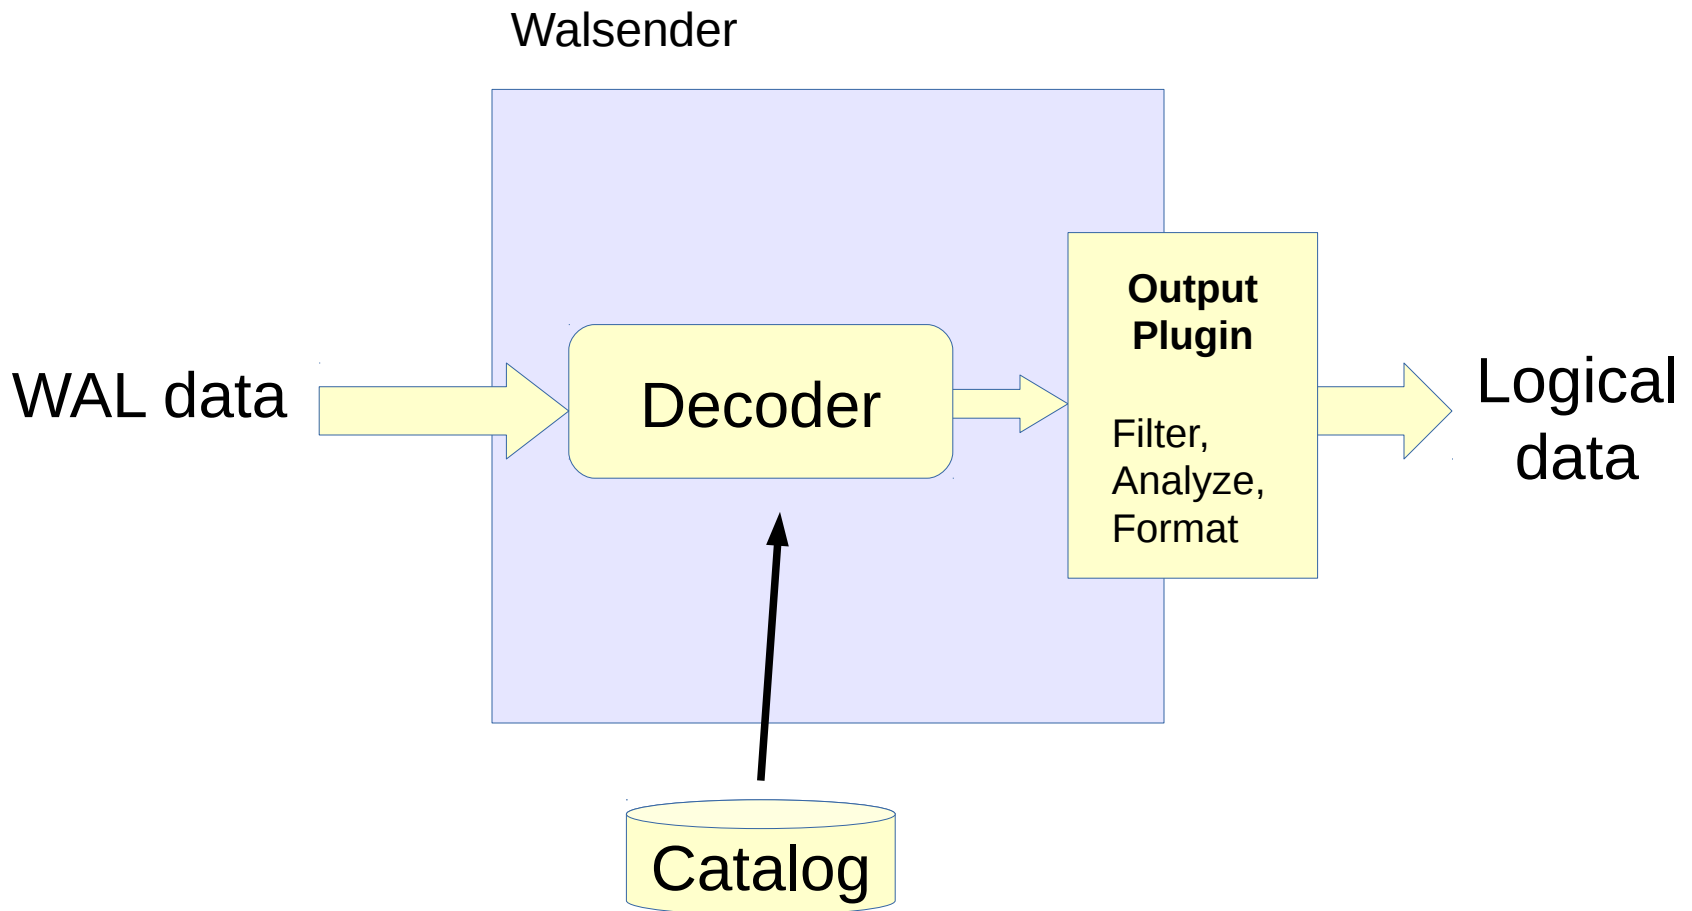 Walsender
WAL data
Decoder
Output
Plugin
Filter,
Analyze,
Format
Logical
data
Catalog